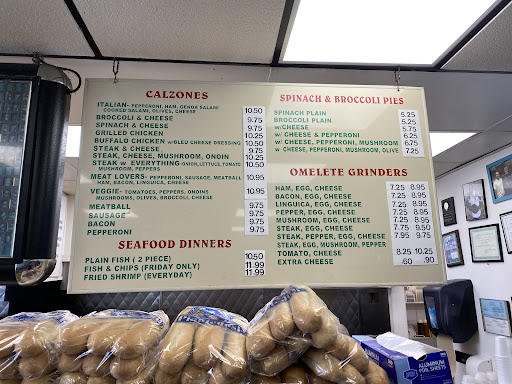 CALZONES
ITALIAN- PEPPERONI, HAM, GENOA SALAMI
COOKED SALAMI, OLIVES, CHEESE 10.50
BROCCOLI & CHEESE 9.75
SPINACH & CHEESE 9.75
GRILLED CHICKEN 10.25
BUFFALO CHICKEN W/BLEU CHEESE DRESSING 10.50
STEAK & CHEESE 9.75
STEAK, CHEESE, MUSHROOM, ONOIN 10.25
STEAK W EVERYTHING-ONION, LETTUCE, TOMATO
MUSHROOM, PEPPERS 10.50
MEAT LOVERS- PEPPERONI, SAUSAGE, MEATBALL
HAM, BACON, LINGUICA, CHEESE 10.95
VEGGIE- TOMATOES, PEPPERS, ONOINS
MUSHROOMS, OLIVES, BROCCOLI, CHEESE 10.95
MEATBALL 9.75
SAUSAGE 9.75
BACON 9.75
PEPPERONI 9.75
SEAFOOD DINNERS
PLAIN FISH ( 2 PIECE) 10.50
FISH & CHIPS (FRIDAY ONLY) 11.99
FRIED SHRIMP (EVERYDAY) 11.99
SPINACH & BROCCOLI PIES
SPINACH PLAIN 5.25
BROCCOLI PLAIN 5.25
W/CHEESE 5.75
W/ CHEESE & PEPPERONI 6.25
W/ CHEESE, PEPPERONI, MUSHROOM 6.75
W/ CHEESE, PEPPERONI, MUSHROOM, OLIVE 7.25
OMELETE GRINDERS
HAM, EGG, CHEESE 7.25 8.95
BACON, EGG, CHEESE 7.25 8.95
LINGUICA, EGG, CHEESE 7.25 8.95
PEPPER, EGG, CHEESE 7.25 8.95
MUSHROOM, EGG, CHEESE 7.25 8.95
STEAK, EGG, CHEESE 7.75 9.50
STEAK, PEPPER, EGG, CHEESE 7.95 9.75
STEAK, EGG, MUSHROOM, PEPPER
TOMATO, CHEESE 8.25 10.25
EXTRA CHEESE .60 .90
ALUMINUM FOIL SHEETS